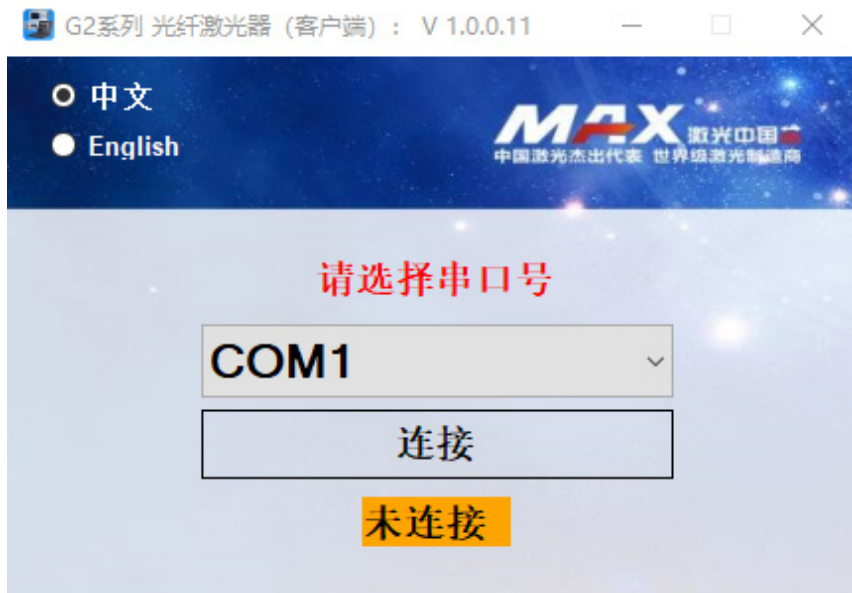 G2系列 光纤激光器（客户端）： V 1.0.0.11
中文
English
MAX 激光中国芯
中国激光杰出代表 世界级激光制造商
请选择串口号
COM1
连接
未连接